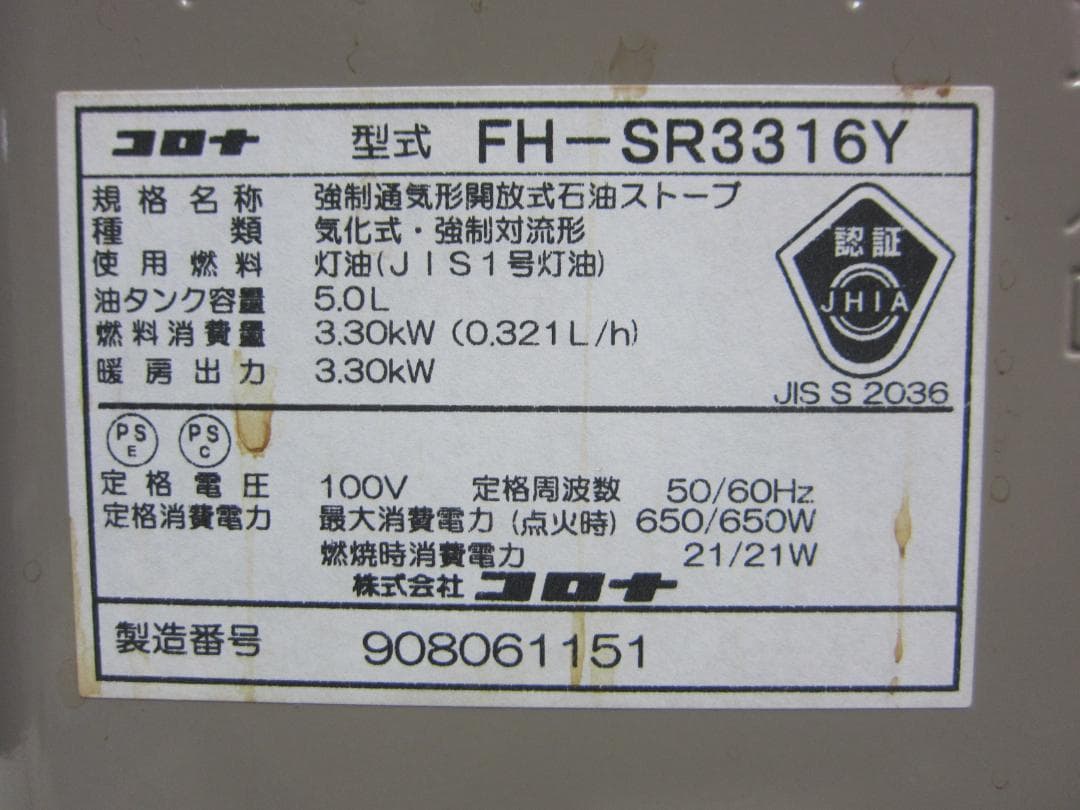 コロナ 型式 FH-SR3316Y
規格名称 強制通気形開放式石油ストーブ
種類 気化式・強制対流形
使用燃料 灯油(JIS1号灯油)
油タンク容量 5.0L
燃料消費量 3.30kW (0.321L/h)
暖房出力 3.30kW
認証
JHIA
JIS S 2036
PS E PS C
定格電圧 100V 定格周波数 50/60Hz
定格消費電力 最大消費電力(点火時) 650/650W
燃焼時消費電力 21/21W
株式会社 コロナ
製造番号 908061151